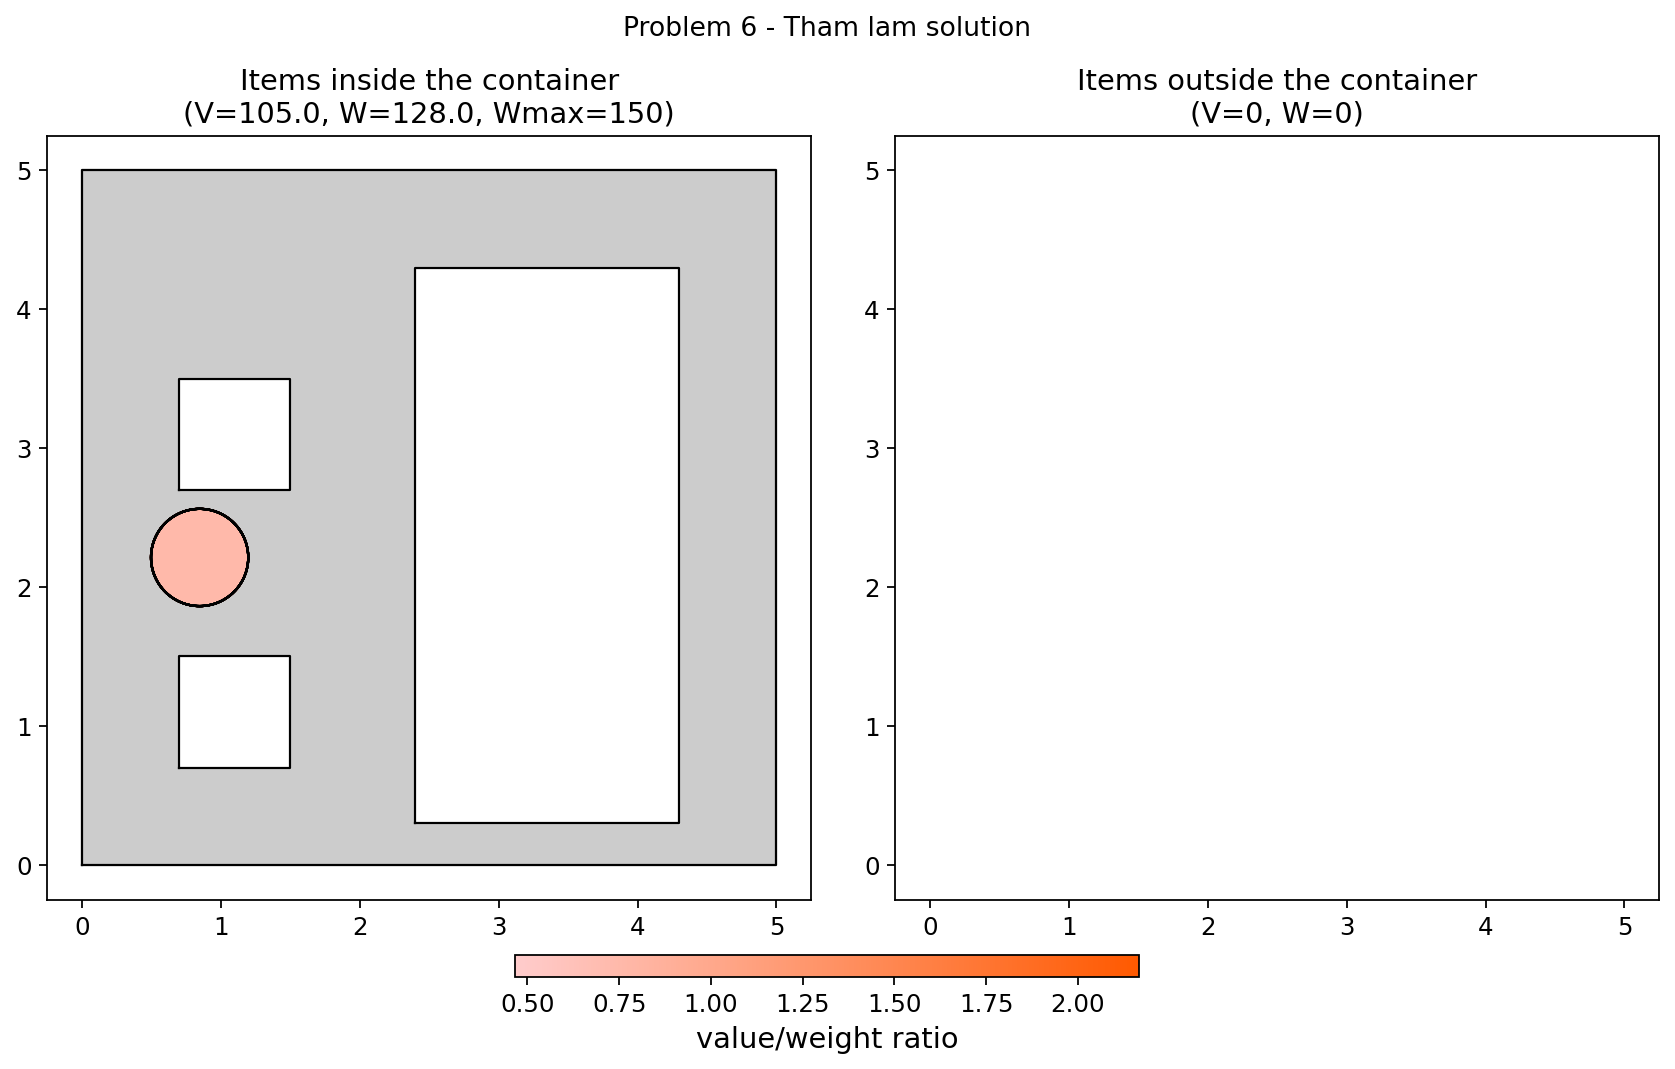 Problem 6 - Tham lam solution
Items inside the container
(V=105.0, W=128.0, Wmax=150)
5
4
3
2
1
0
0 1 2 3 4 5
Items outside the container
(V=0, W=0)
5
4
3
2
1
0
0 1 2 3 4 5
0.50 0.75 1.00 1.25 1.50 1.75 2.00
value/weight ratio